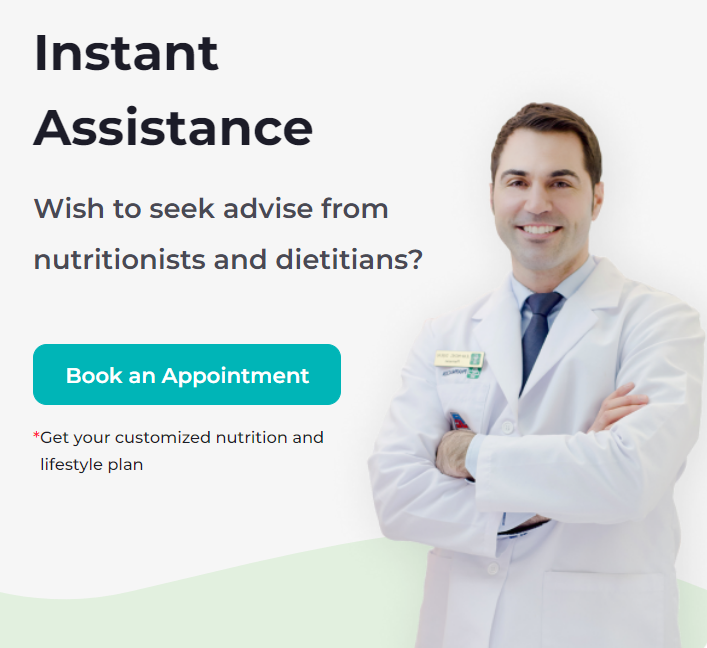 Instant
Assistance
Wish to seek advise from
nutritionists and dietitians?
Book an Appointment
*Get your customized nutrition and
lifestyle plan